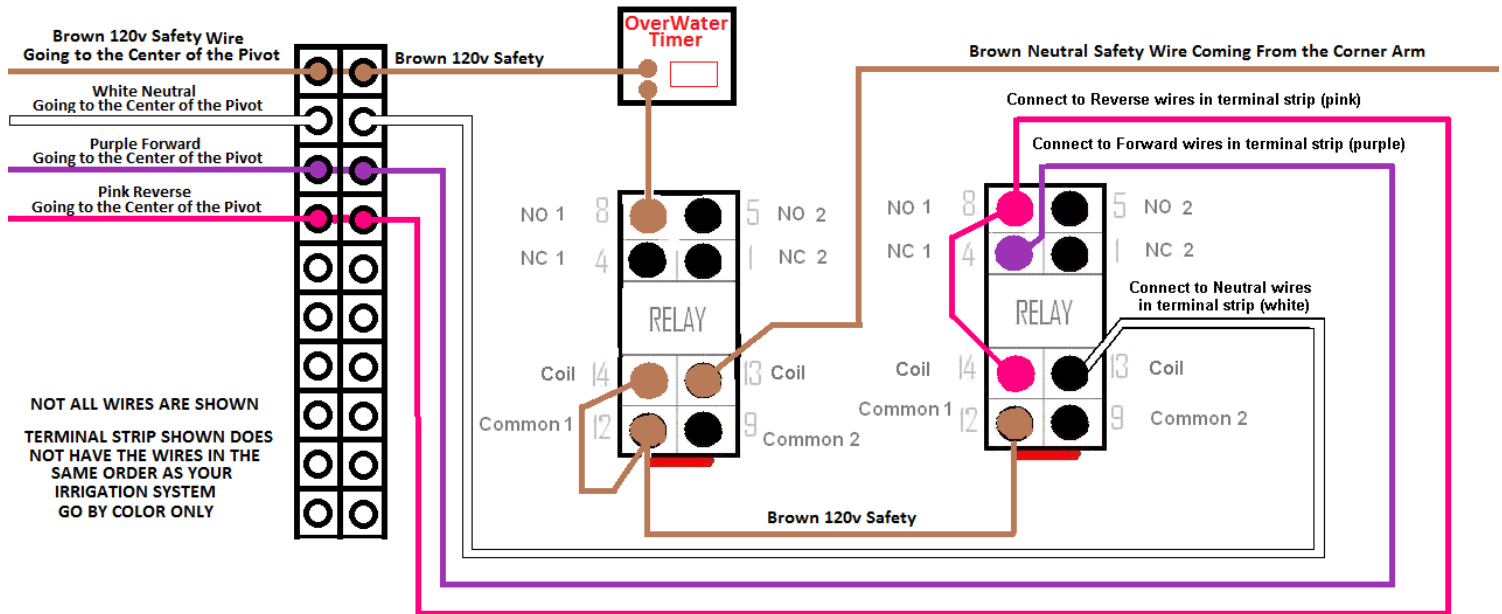 Brown 120v Safety Wire
Going to the Center of the Pivot
White Neutral
Going to the Center of the Pivot
Purple Forward
Going to the Center of the Pivot
Pink Reverse
Going to the Center of the Pivot
NOT ALL WIRES ARE SHOWN
TERMINAL STRIP SHOWN DOES
NOT HAVE THE WIRES IN THE
SAME ORDER AS YOUR
IRRIGATION SYSTEM
GO BY COLOR ONLY
Brown 120v Safety
OverWater
Timer
NO 1 8 5 NO 2
NC 1 4 1 NC 2
RELAY
Coil 14 13 Coil
Common 1 12 9 Common 2
Brown 120v Safety
Brown Neutral Safety Wire Coming From the Corner Arm
Connect to Reverse wires in terminal strip (pink)
Connect to Forward wires in terminal strip (purple)
NO 1 8 5 NO 2
NC 1 4 1 NC 2
Connect to Neutral wires
in terminal strip (white)
RELAY
Coil 14 13 Coil
Common 1 12 9 Common 2